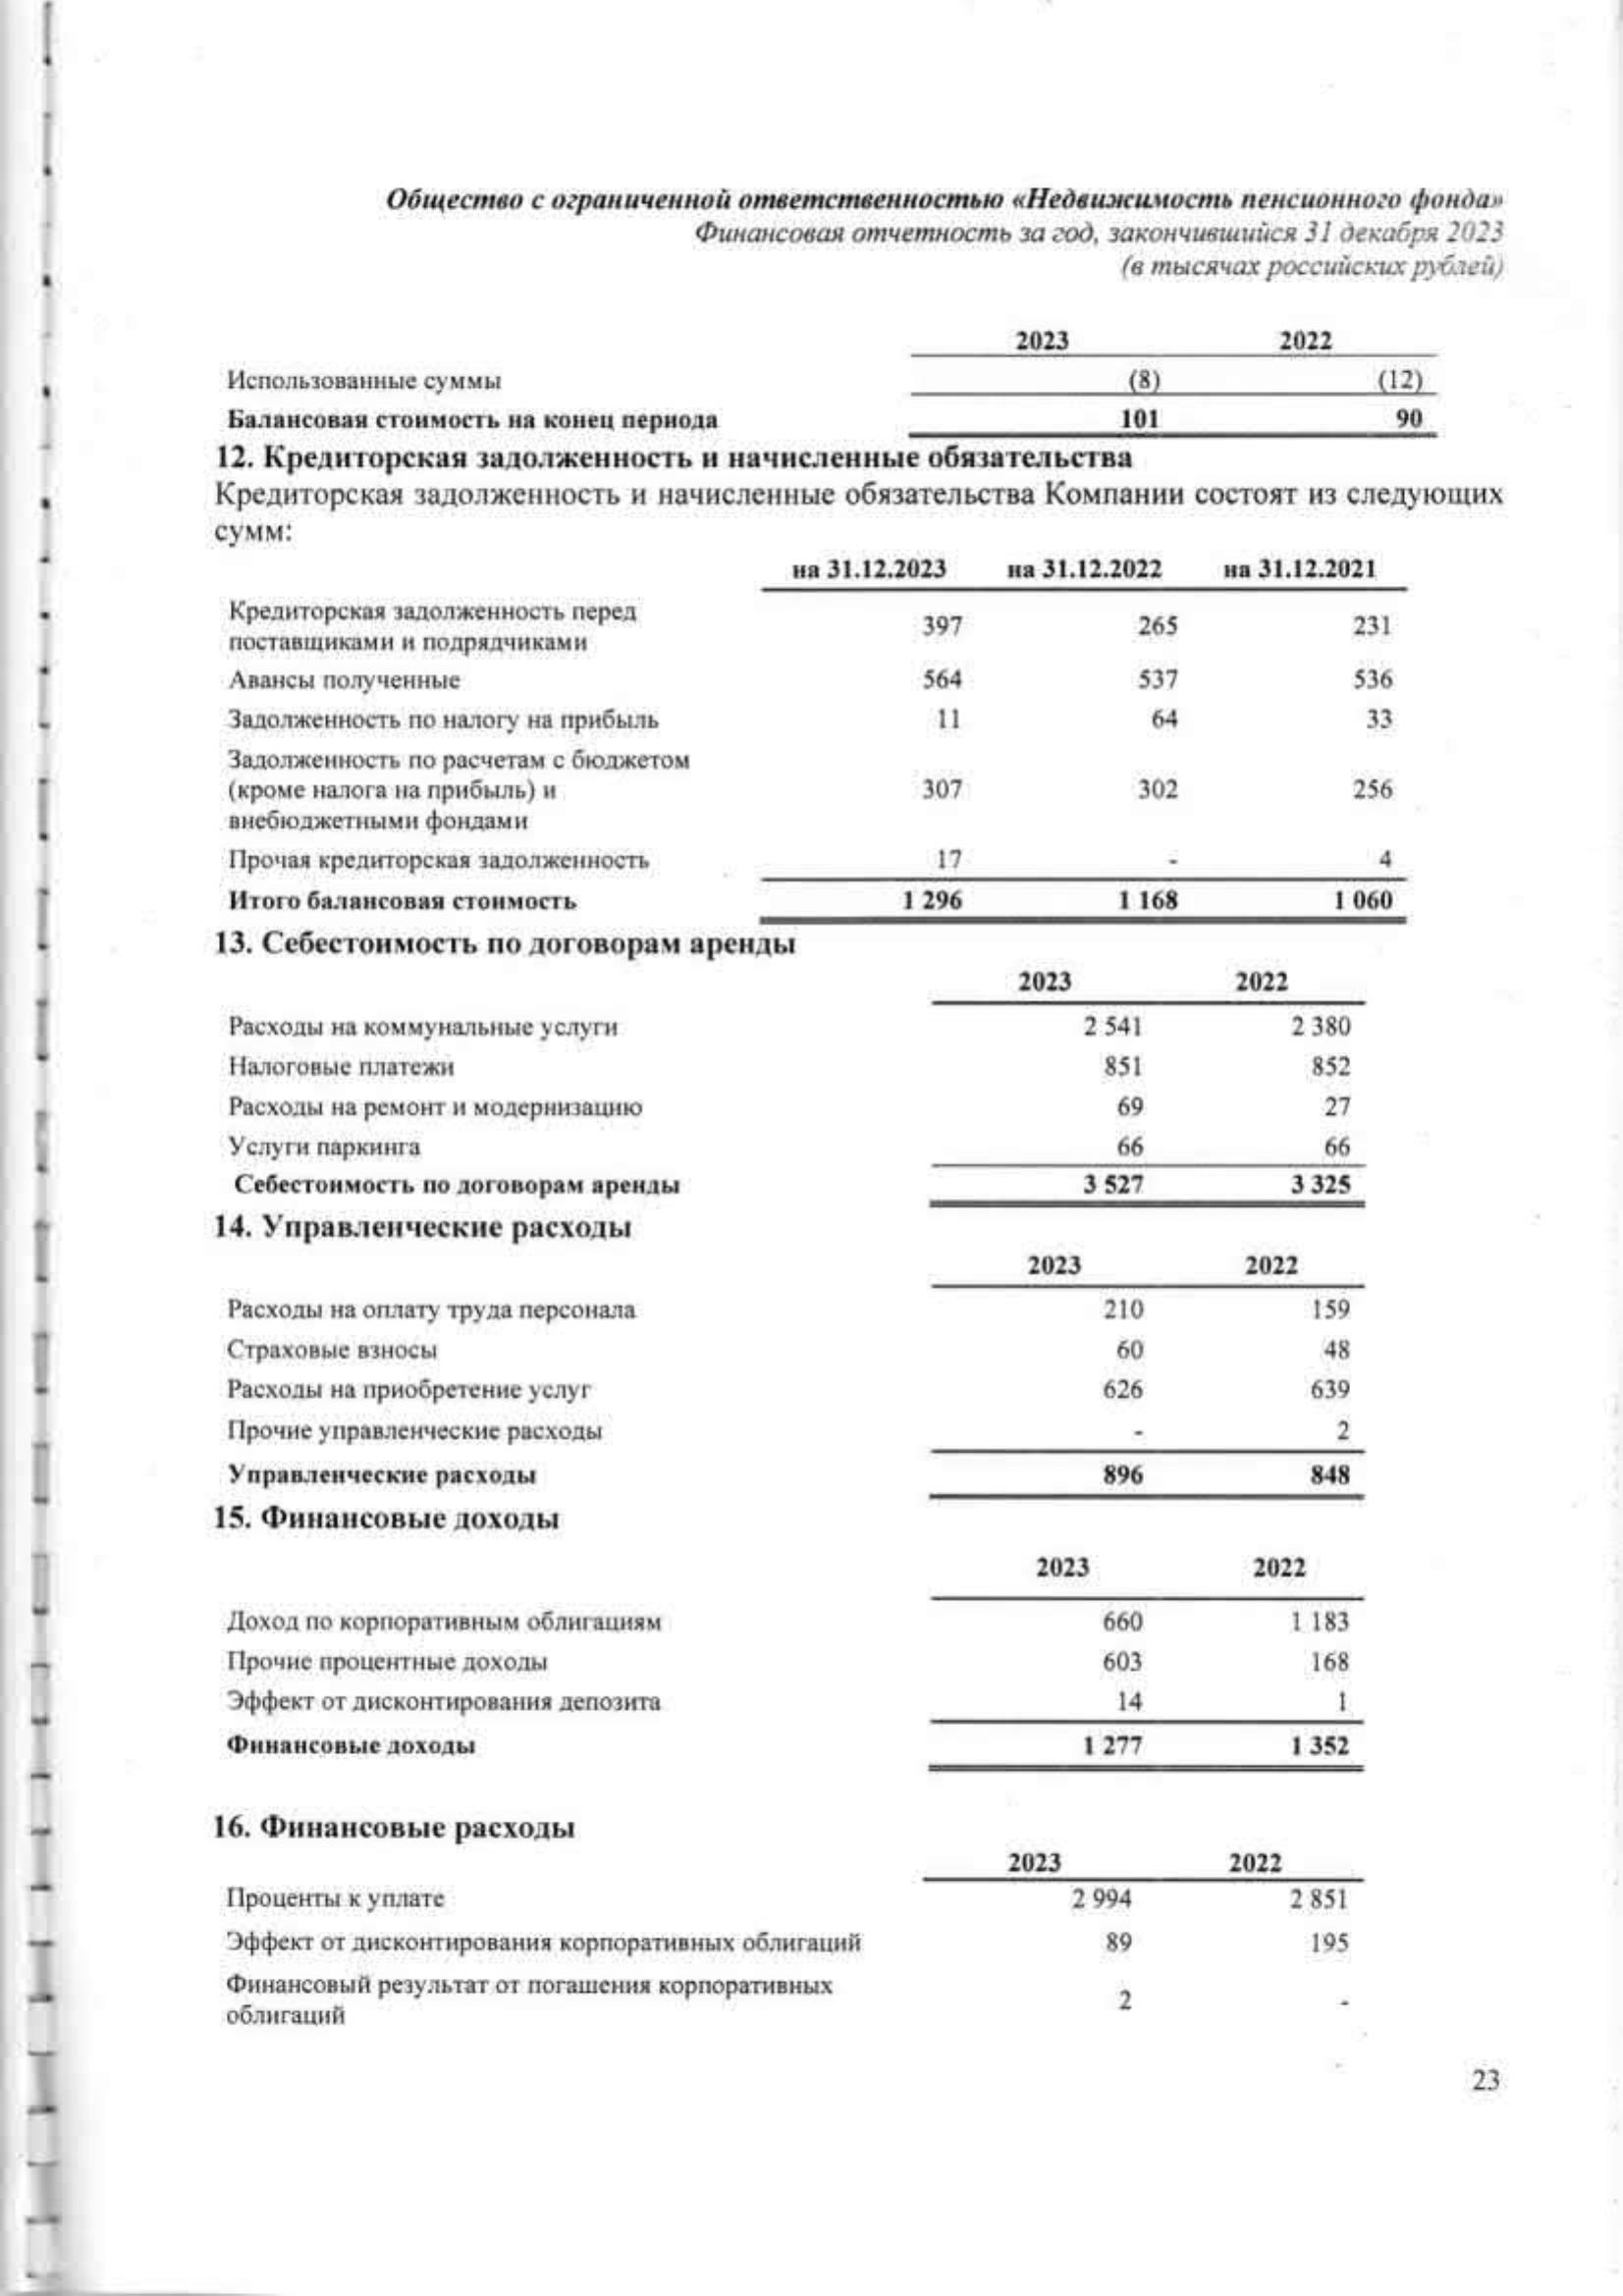 Общество с ограниченной ответственностью «Недвижимость пенсионного фонда»
Финансовая отчетность за год, закончившийся 31 декабря 2023
(в тысячах российских рублей)
2023 2022
Использованные суммы (8) (12)
Балансовая стоимость на конец периода 101 90
12. Кредиторская задолженность и начисленные обязательства
Кредиторская задолженность и начисленные обязательства Компании состоят из следующих
сумм:
на 31.12.2023 на 31.12.2022 на 31.12.2021
Кредиторская задолженность перед
поставщиками и подрядчиками 397 265 231
Авансы полученные 564 537 536
Задолженность по налогу на прибыль 11 64 33
Задолженность по расчетам с бюджетом
(кроме налога на прибыль) и 307 302 256
внебюджетными фондами
Прочая кредиторская задолженность 17 - 4
Итого балансовая стоимость 1 296 1 168 1 060
13. Себестоимость по договорам аренды
2023 2022
Расходы на коммунальные услуги 2 541 2 380
Налоговые платежи 851 852
Расходы на ремонт и модернизацию 69 27
Услуги паркинга 66 66
Себестоимость по договорам аренды 3 527 3 325
14. Управленческие расходы
2023 2022
Расходы на оплату труда персонала 210 159
Страховые взносы 60 48
Расходы на приобретение услуг 626 639
Прочие управленческие расходы - 2
Управленческие расходы 896 848
15. Финансовые доходы
2023 2022
Доход по корпоративным облигациям 660 1 183
Прочие процентные доходы 603 168
Эффект от дисконтирования депозита 14 1
Финансовые доходы 1 277 1 352
16. Финансовые расходы
2023 2022
Проценты к уплате 2 994 2 851
Эффект от дисконтирования корпоративных облигаций 89 195
Финансовый результат от погашения корпоративных
облигаций 2 -
23